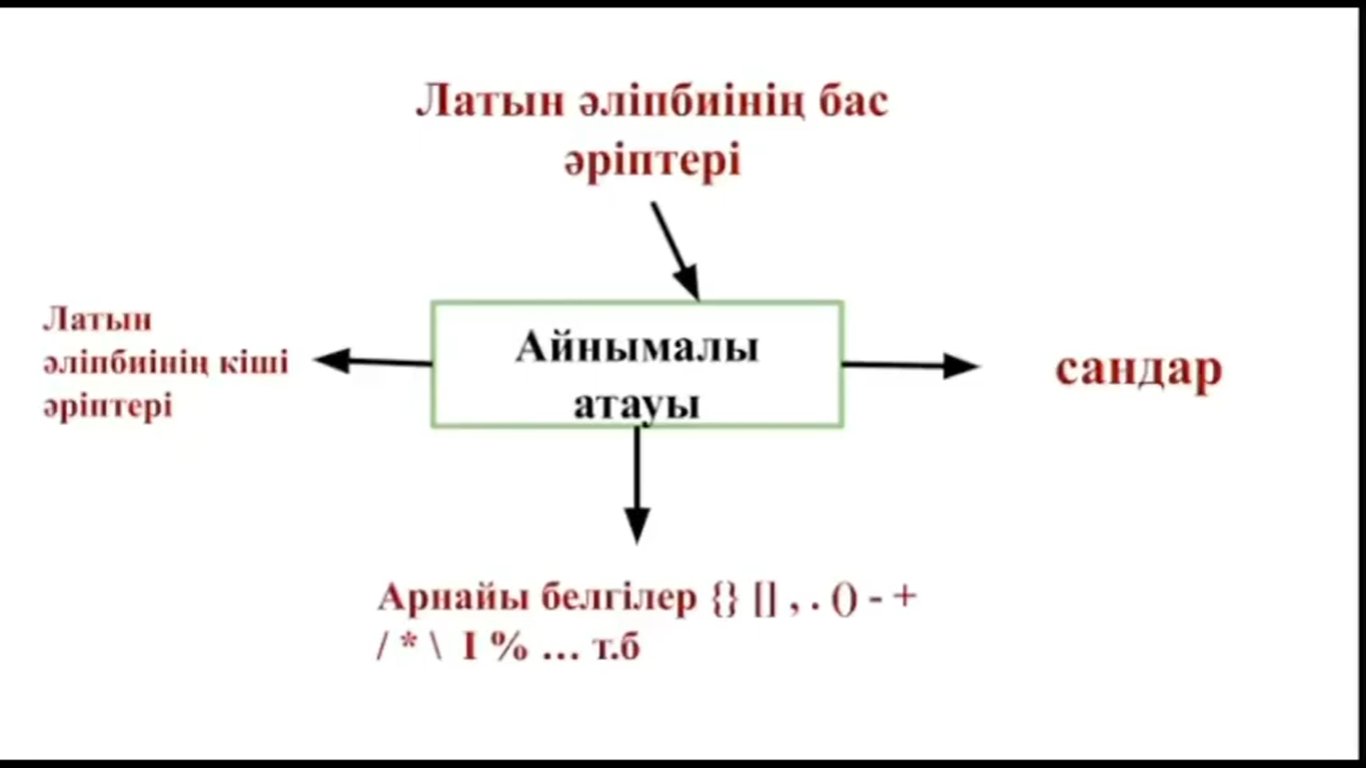 Латын әліпбиінің бас
әріптері
Латын
әліпбиінің кіші
әріптері
Айнымалы
атауы
сандар
Арнайы белгілер {} [] , . () - +
/ * \ I % ... т.б